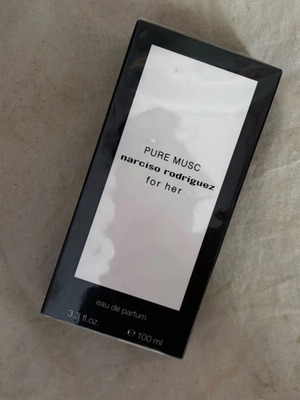 PURE MUSC
narciso rodriguez
for her
eau de parfum
3.3 fl.oz. ℮ 100 ml